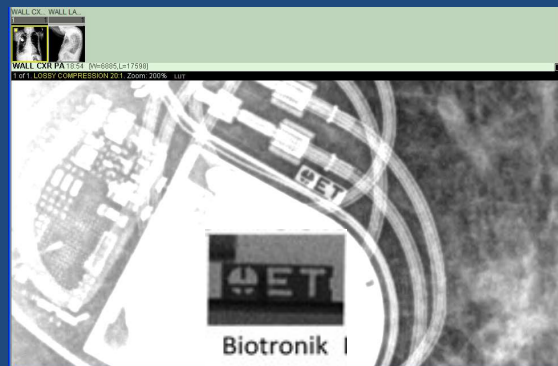 WALL CX... WALL LA...
WALL CXR PA 18:54 [W=6885,L=17598]
1 of 1. LOSSY COMPRESSION 20:1. Zoom: 200% LUT
ET
ET
Biotronik I